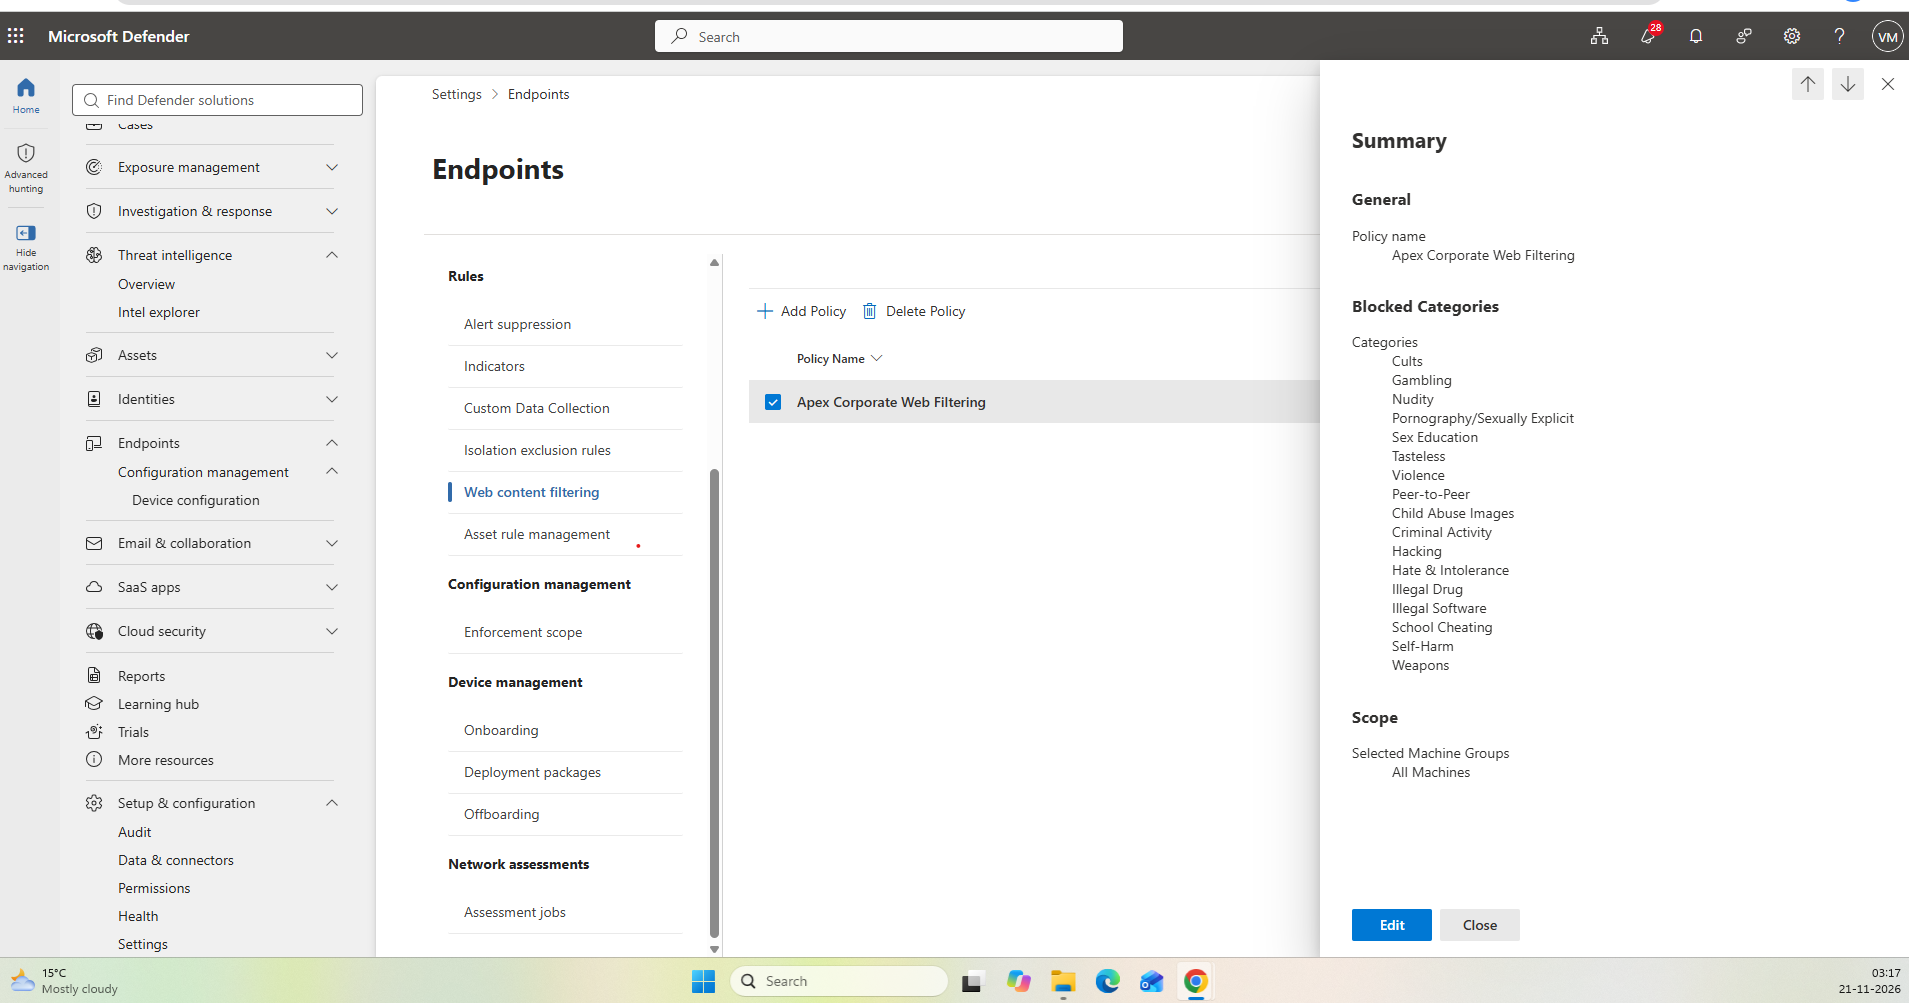 Microsoft Defender
Search
28
VM
Home
Advanced
hunting
Hide
navigation
Find Defender solutions
Cases
Exposure management
Investigation & response
Threat intelligence
Overview
Intel explorer
Assets
Identities
Endpoints
Configuration management
Device configuration
Email & collaboration
SaaS apps
Cloud security
Reports
Learning hub
Trials
More resources
Setup & configuration
Audit
Data & connectors
Permissions
Health
Settings
Settings > Endpoints
Endpoints
Rules
Alert suppression
Indicators
Custom Data Collection
Isolation exclusion rules
Web content filtering
Asset rule management
Configuration management
Enforcement scope
Device management
Onboarding
Deployment packages
Offboarding
Network assessments
Assessment jobs
Add Policy
Delete Policy
Policy Name
Apex Corporate Web Filtering
Summary
General
Policy name
Apex Corporate Web Filtering
Blocked Categories
Categories
Cults
Gambling
Nudity
Pornography/Sexually Explicit
Sex Education
Tasteless
Violence
Peer-to-Peer
Child Abuse Images
Criminal Activity
Hacking
Hate & Intolerance
Illegal Drug
Illegal Software
School Cheating
Self-Harm
Weapons
Scope
Selected Machine Groups
All Machines
Edit
Close
15°C
Mostly cloudy
Search
03:17
21-11-2026